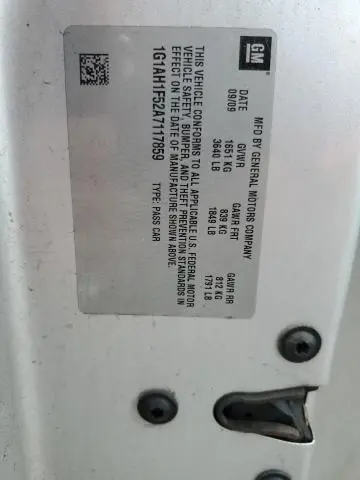 GM
MFD BY GENERAL MOTORS COMPANY
DATE GVWR GAWR FRT GAWR RR
09/09 1651 KG 839 KG 812 KG
3640 LB 1849 LB 1791 LB
THIS VEHICLE CONFORMS TO ALL APPLICABLE U.S. FEDERAL MOTOR
VEHICLE SAFETY, BUMPER, AND THEFT PREVENTION STANDARDS IN
EFFECT ON THE DATE OF MANUFACTURE SHOWN ABOVE.
1G1AH1F52A7117859 TYPE: PASS CAR